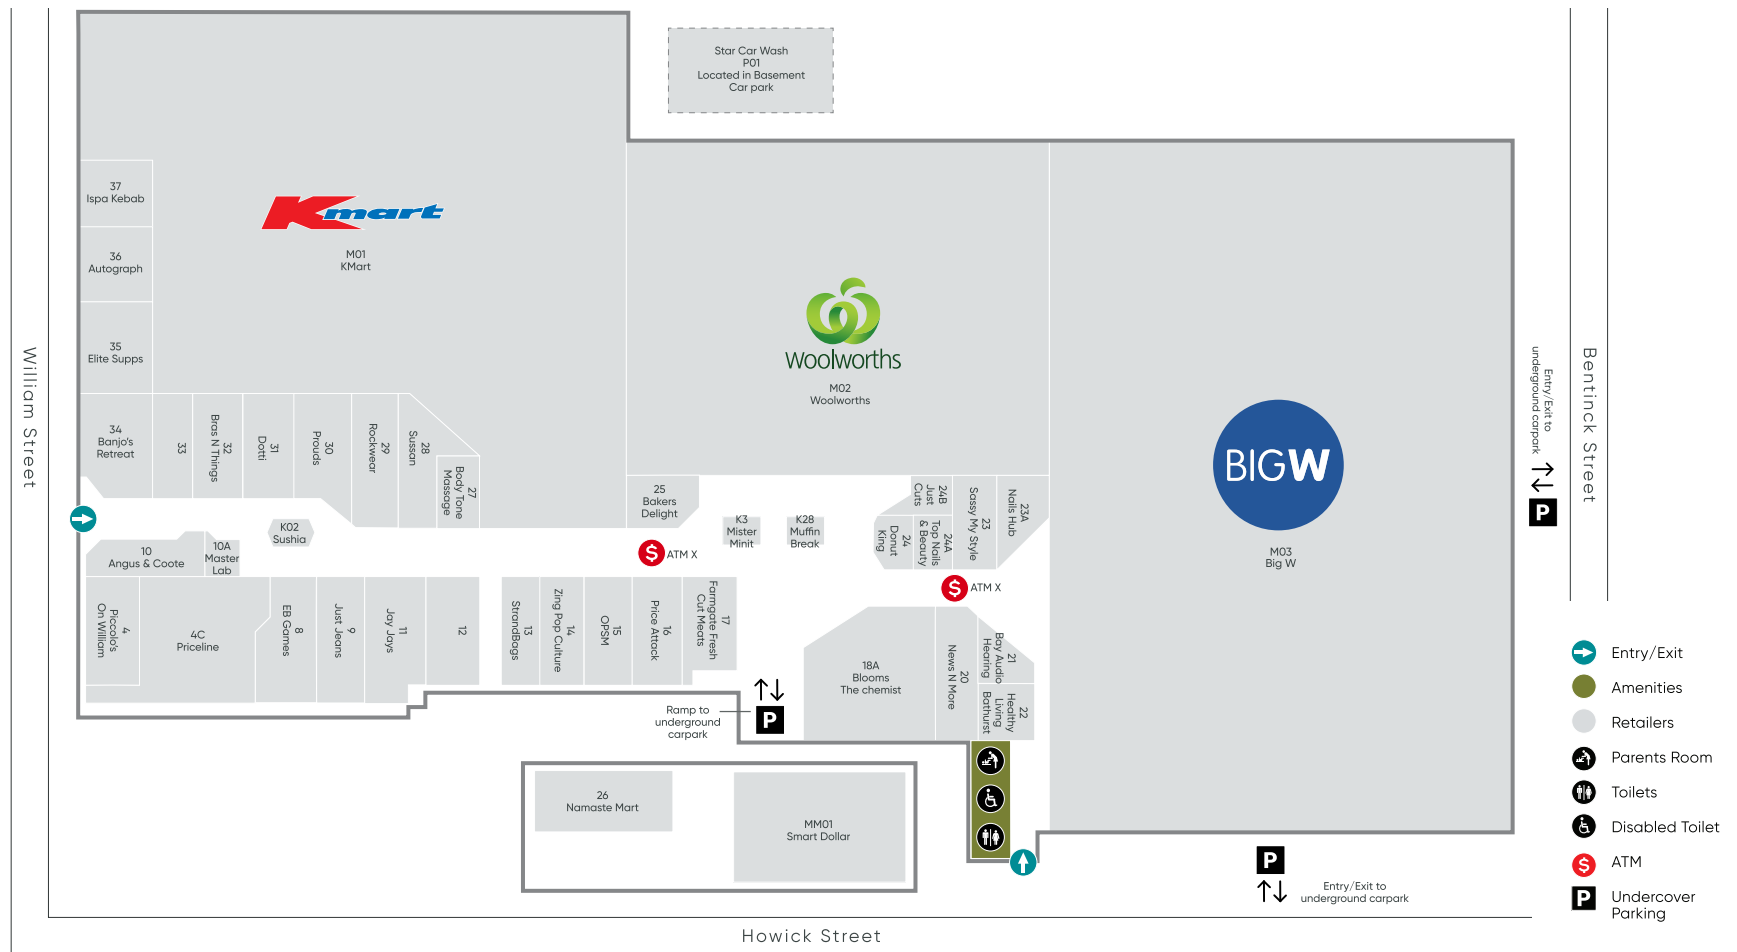 Star Car Wash
P01
Located in Basement
Car park
37
Ispa Kebab
36
Autograph
35
Elite Supps
34
Banjo's
Retreat
33
32
Bras N Things
31
Dotti
30
Prouds
29
Rockwear
28
Sussan
27
Body Tone
Massage
Kmart
M01
KMart
Woolworths
M02
Woolworths
BIGW
M03
Big W
25
Bakers
Delight
K3
Mister
Minit
K28
Muffin
Break
24B
Just
Cuts
24
Donut
King
24A
Top Nails
& Beauty
23
Sassy My Style
23A
Nails Hub
K02
Sushia
ATM X
ATM X
10
Angus & Coote
10A
Master
Lab
4
Piccolo's
On William
4C
Priceline
8
EB Games
9
Just Jeans
11
Jay Jays
12
13
StrandBags
14
Zing Pop Culture
15
OPSM
16
Price Attack
17
Farmgate Fresh
Cut Meats
18A
Blooms
The chemist
20
News N More
21
Bay Audio
Hearing
22
Healthy
Living
Bathurst
Ramp to
underground
carpark
P
26
Namaste Mart
MM01
Smart Dollar
P
Entry/Exit to
underground carpark
Entry/Exit to
underground carpark
P
William Street
Bentinck Street
Howick Street
Entry/Exit
Amenities
Retailers
Parents Room
Toilets
Disabled Toilet
$ ATM
P Undercover
Parking